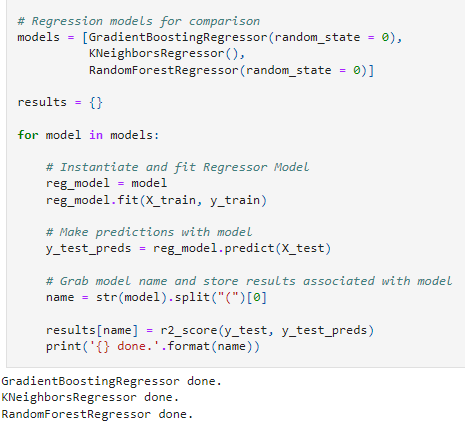 # Regression models for comparison
models = [GradientBoostingRegressor(random_state = 0),
          KNeighborsRegressor(),
          RandomForestRegressor(random_state = 0)]

results = {}

for model in models:

    # Instantiate and fit Regressor Model
    reg_model = model
    reg_model.fit(X_train, y_train)

    # Make predictions with model
    y_test_preds = reg_model.predict(X_test)

    # Grab model name and store results associated with model
    name = str(model).split("(")[0]

    results[name] = r2_score(y_test, y_test_preds)
    print('{} done.'.format(name))
GradientBoostingRegressor done.
KNeighborsRegressor done.
RandomForestRegressor done.